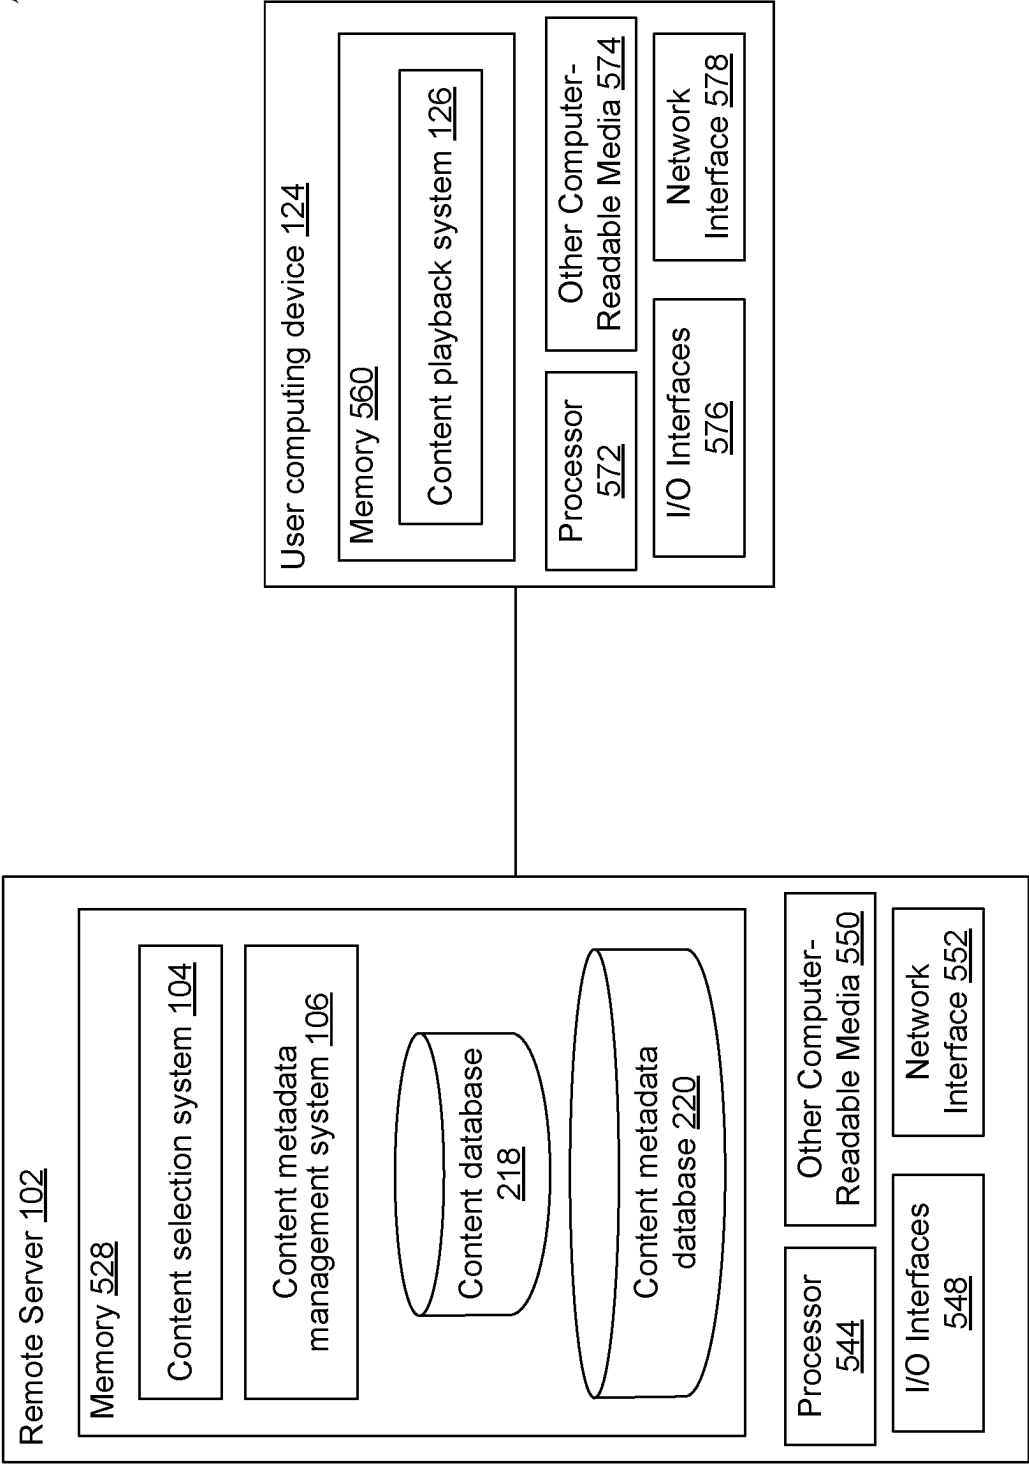 Remote Server 102
Memory 528
Content selection system 104
Content metadata
management system 106
Content database
218
Content metadata
database 220
Processor
544
Other Computer-
Readable Media 550
I/O Interfaces
548
Network
Interface 552
User computing device 124
Memory 560
Content playback system 126
Processor
572
Other Computer-
Readable Media 574
I/O Interfaces
576
Network
Interface 578